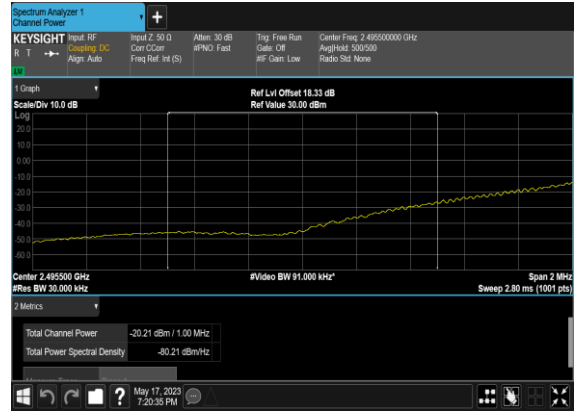 Spectrum Analyzer 1
Channel Power
+
KEYSIGHT Input: RF Input Z: 50 Ω Atten: 30 dB Trig: Free Run Center Freq: 2.495500000 GHz
R T Coupling: DC Corr CCorr #PNO: Fast Gate: Off Avg|Hold: 500/500
Align: Auto Freq Ref: Int (S) #IF Gain: Low Radio Std: None
1 Graph
Ref Lvl Offset 18.33 dB
Scale/Div 10.0 dB Ref Value 30.00 dBm
Log
20.0
10.0
0.00
-10.0
-20.0
-30.0
-40.0
-50.0
-60.0
Center 2.495500 GHz #Video BW 91.000 kHz* Span 2 MHz
#Res BW 30.000 kHz Sweep 2.80 ms (1001 pts)
2 Metrics
Total Channel Power -20.21 dBm / 1.00 MHz
Total Power Spectral Density -80.21 dBm/Hz
? May 17, 2023
7:20:35 PM